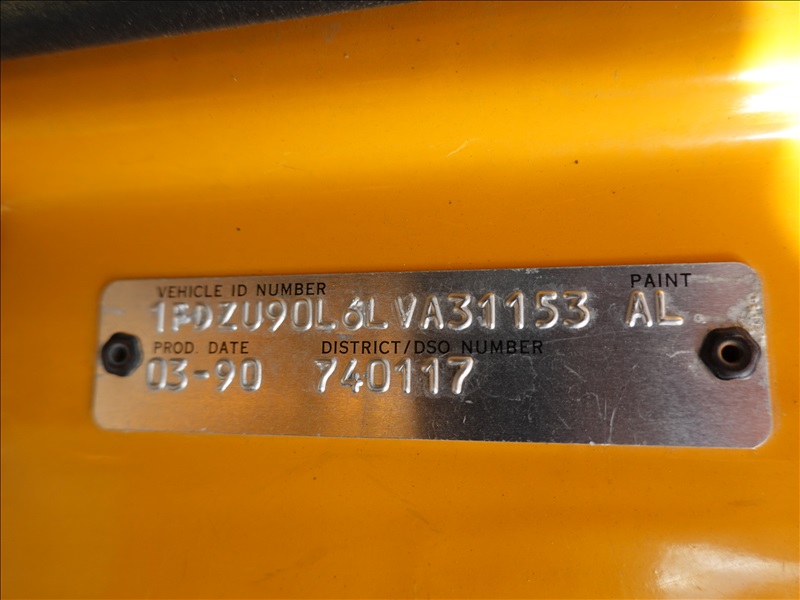 VEHICLE ID NUMBER PAINT
1FDZU90L6LVA31153 AL
PROD. DATE DISTRICT/DSO NUMBER
03-90 740117